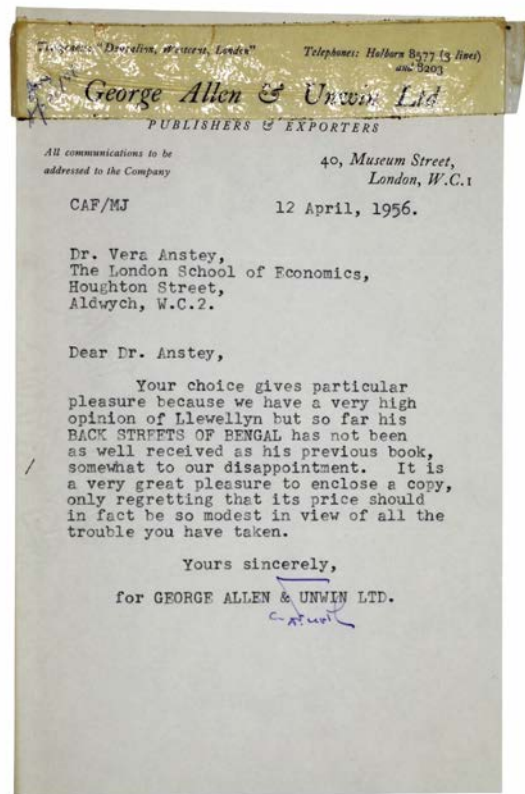 Telegrams: "Deucalion, Westcent, London"
Telephones: Holborn 8577 (3 lines)
and 8203
George Allen & Unwin Ltd
PUBLISHERS & EXPORTERS
All communications to be
addressed to the Company
40, Museum Street,
London, W.C.1
CAF/MJ
12 April, 1956.
Dr. Vera Anstey,
The London School of Economics,
Houghton Street,
Aldwych, W.C.2.
Dear Dr. Anstey,
Your choice gives particular
pleasure because we have a very high
opinion of Llewellyn but so far his
BACK STREETS OF BENGAL has not been
as well received as his previous book,
somewhat to our disappointment. It is
/
a very great pleasure to enclose a copy,
only regretting that its price should
in fact be so modest in view of all the
trouble you have taken.
Yours sincerely,
for GEORGE ALLEN & UNWIN LTD.